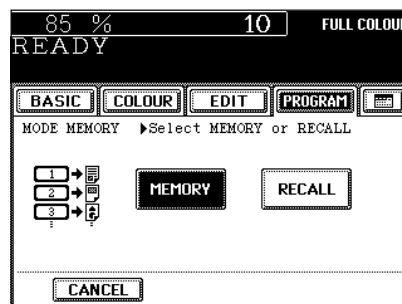 85 % 10 FULL COLOUR
READY
BASIC COLOUR EDIT PROGRAM
MODE MEMORY ▶Select MEMORY or RECALL
1
2
3
MEMORY RECALL
CANCEL